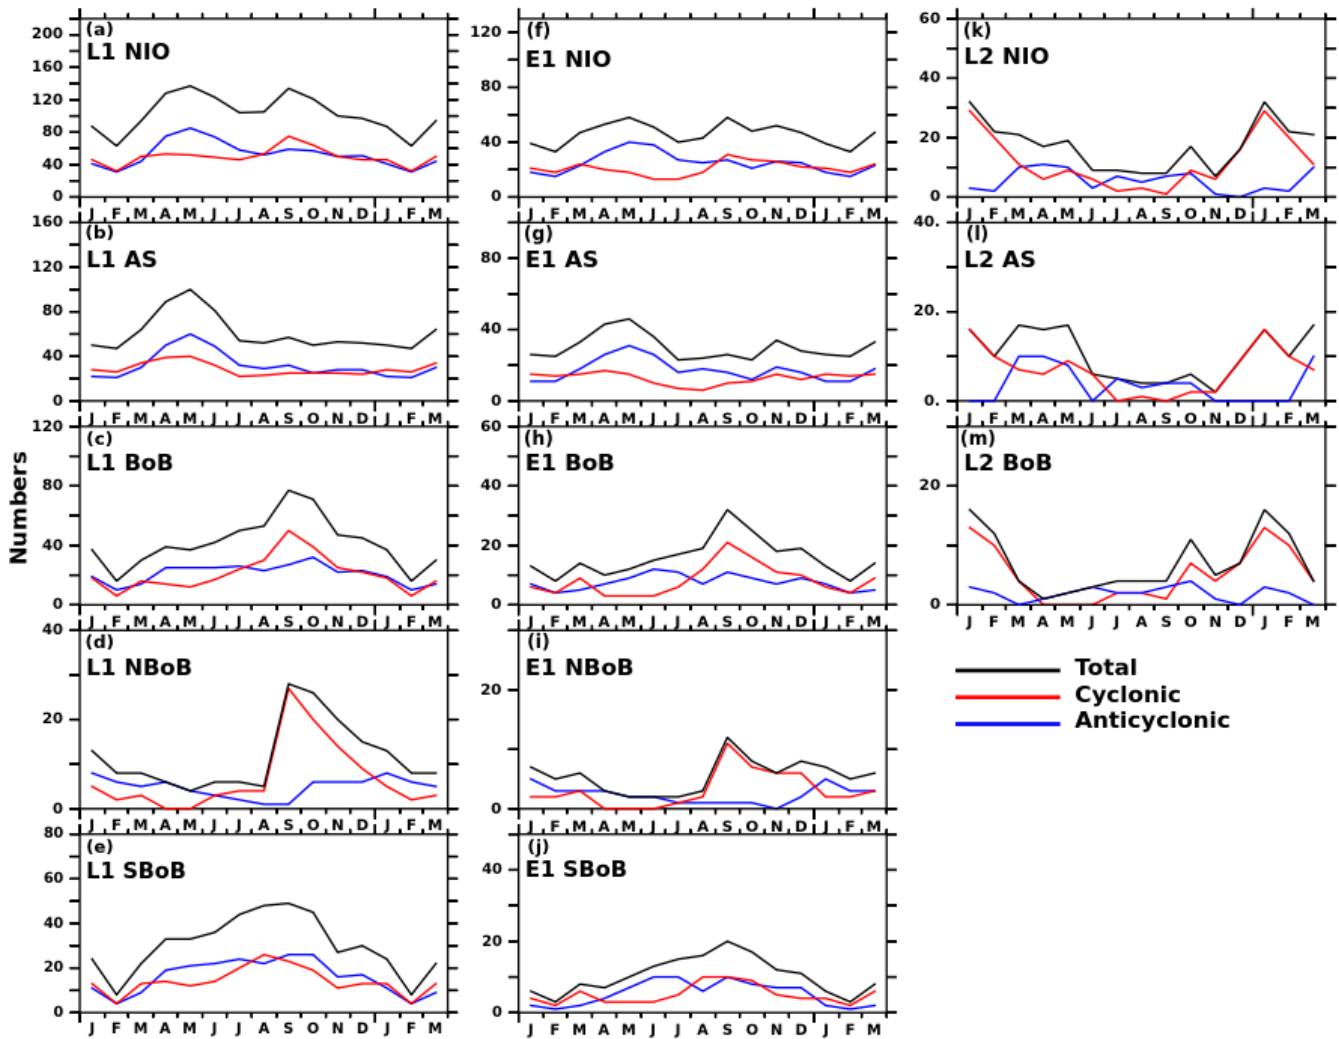 (a)
L1 NIO
200
160
120
80
40
0
J F M A M J J A S O N D J F M
(f)
E1 NIO
120
80
40
0
J F M A M J J A S O N D J F M
(k)
L2 NIO
60
40
20
0
J F M A M J J A S O N D J F M
(b)
L1 AS
160
120
80
40
0
J F M A M J J A S O N D J F M
(g)
E1 AS
80
40
0
J F M A M J J A S O N D J F M
(l)
L2 AS
40.
20.
0.
J F M A M J J A S O N D J F M
Numbers
(c)
L1 BoB
120
80
40
0
J F M A M J J A S O N D J F M
(h)
E1 BoB
60
40
20
0
J F M A M J J A S O N D J F M
(m)
L2 BoB
20
0
J F M A M J J A S O N D J F M
(d)
L1 NBoB
40
20
0
J F M A M J J A S O N D J F M
(i)
E1 NBoB
20
0
J F M A M J J A S O N D J F M
Total
Cyclonic
Anticyclonic
(e)
L1 SBoB
80
60
40
20
0
J F M A M J J A S O N D J F M
(j)
E1 SBoB
40
20
0
J F M A M J J A S O N D J F M